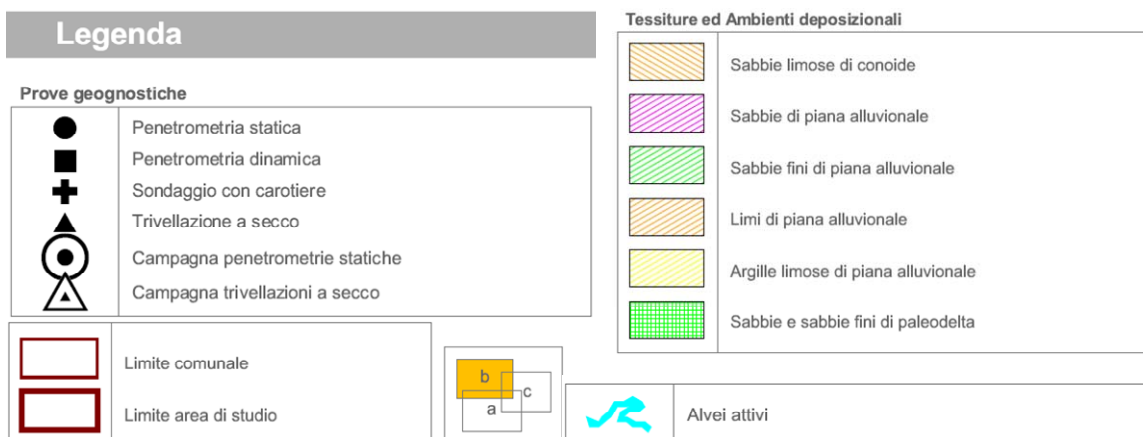 Legenda
Prove geognostiche
Penetrometria statica
Penetrometria dinamica
Sondaggio con carotiere
Trivellazione a secco
Campagna penetrometrie statiche
Campagna trivellazioni a secco
Limite comunale
Limite area di studio
b
c
a
Tessiture ed Ambienti deposizionali
Sabbie limose di conoide
Sabbie di piana alluvionale
Sabbie fini di piana alluvionale
Limi di piana alluvionale
Argille limose di piana alluvionale
Sabbie e sabbie fini di paleodelta
Alvei attivi